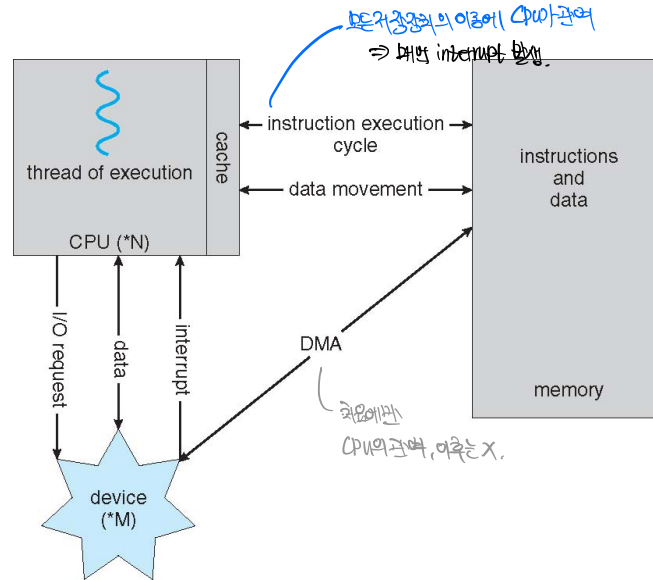 모든 저장장치의 이동에 CPU가 관여
⇒ 매번 interrupt 발생.
thread of execution
cache
CPU (*N)
instruction execution
cycle
data movement
instructions
and
data
memory
I/O request
data
interrupt
DMA
처음에만
CPU의 관여, 이후는 X.
device
(*M)